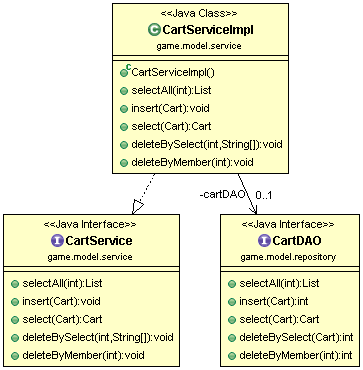 <<Java Class>>
CartServiceImpl
game.model.service
CartServiceImpl()
selectAll(int):List
insert(Cart):void
select(Cart):Cart
deleteBySelect(int,String[]):void
deleteByMember(int):void
-cartDAO 0..1
<<Java Interface>>
CartService
game.model.service
selectAll(int):List
insert(Cart):void
select(Cart):Cart
deleteBySelect(int,String[]):void
deleteByMember(int):void
<<Java Interface>>
CartDAO
game.model.repository
selectAll(int):List
insert(Cart):int
select(Cart):Cart
deleteBySelect(Cart):int
deleteByMember(int):int